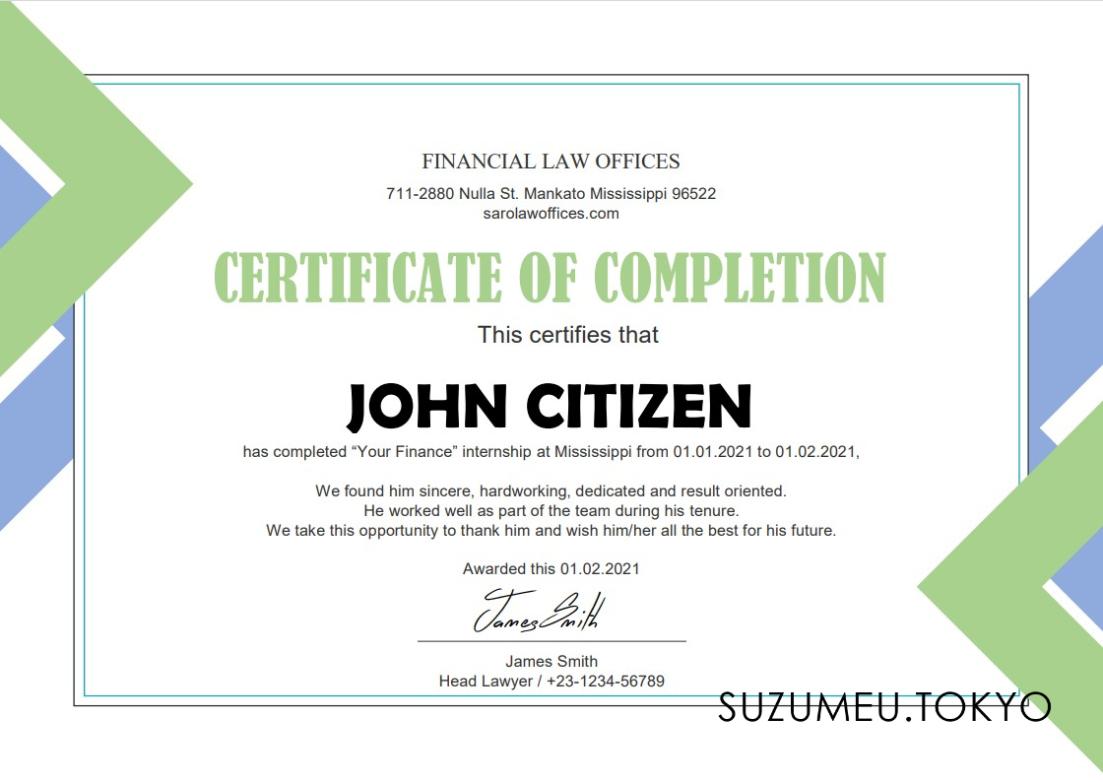 FINANCIAL LAW OFFICES
711-2880 Nulla St. Mankato Mississippi 96522
sarolawoffices.com
CERTIFICATE OF COMPLETION
This certifies that
JOHN CITIZEN
has completed “Your Finance” internship at Mississippi from 01.01.2021 to 01.02.2021,
We found him sincere, hardworking, dedicated and result oriented.
He worked well as part of the team during his tenure.
We take this opportunity to thank him and wish him/her all the best for his future.
Awarded this 01.02.2021
James Smith
James Smith
Head Lawyer / +23-1234-56789
SUZUMEU.TOKYO